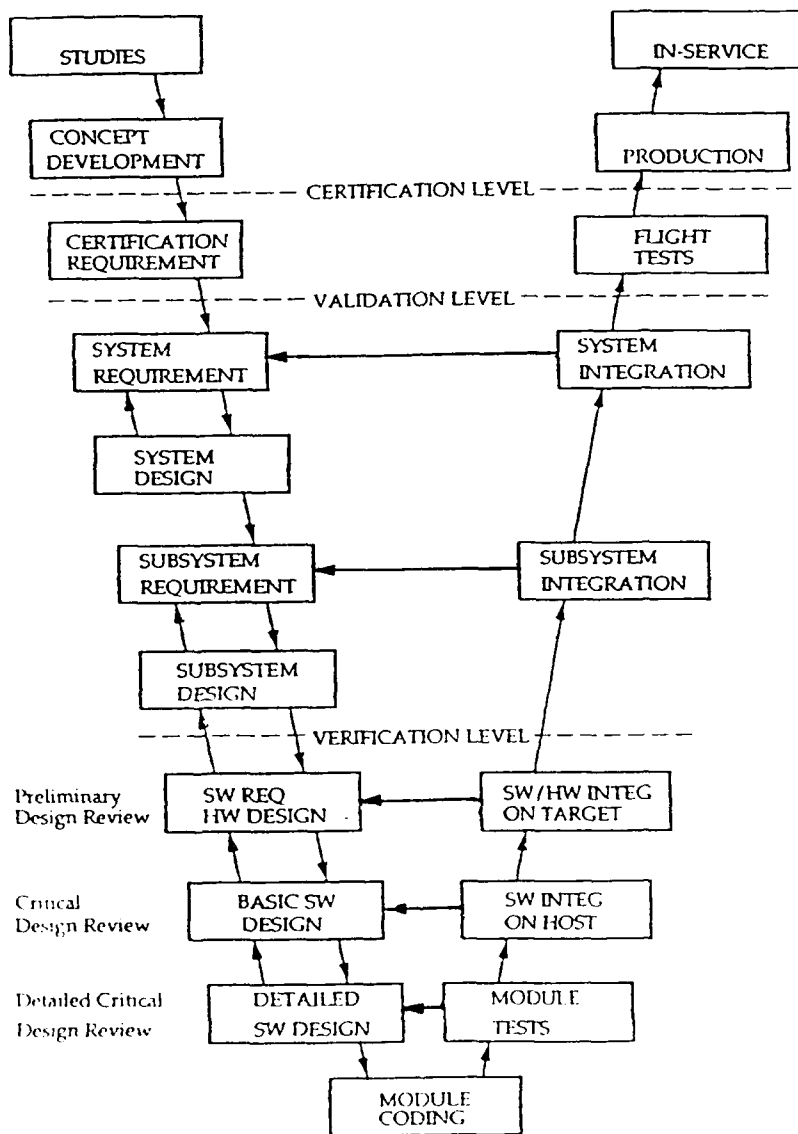 STUDIES
IN-SERVICE
CONCEPT
DEVELOPMENT
PRODUCTION
CERTIFICATION LEVEL
CERTIFICATION
REQUIREMENT
FLIGHT
TESTS
VALIDATION LEVEL
SYSTEM
REQUIREMENT
SYSTEM
INTEGRATION
SYSTEM
DESIGN
SUBSYSTEM
REQUIREMENT
SUBSYSTEM
INTEGRATION
SUBSYSTEM
DESIGN
VERIFICATION LEVEL
Preliminary
Design Review
SW REQ
HW DESIGN
SW/HW INTEG
ON TARGET
Critical
Design Review
BASIC SW
DESIGN
SW INTEG
ON HOST
Detailed Critical
Design Review
DETAILED
SW DESIGN
MODULE
TESTS
MODULE
CODING